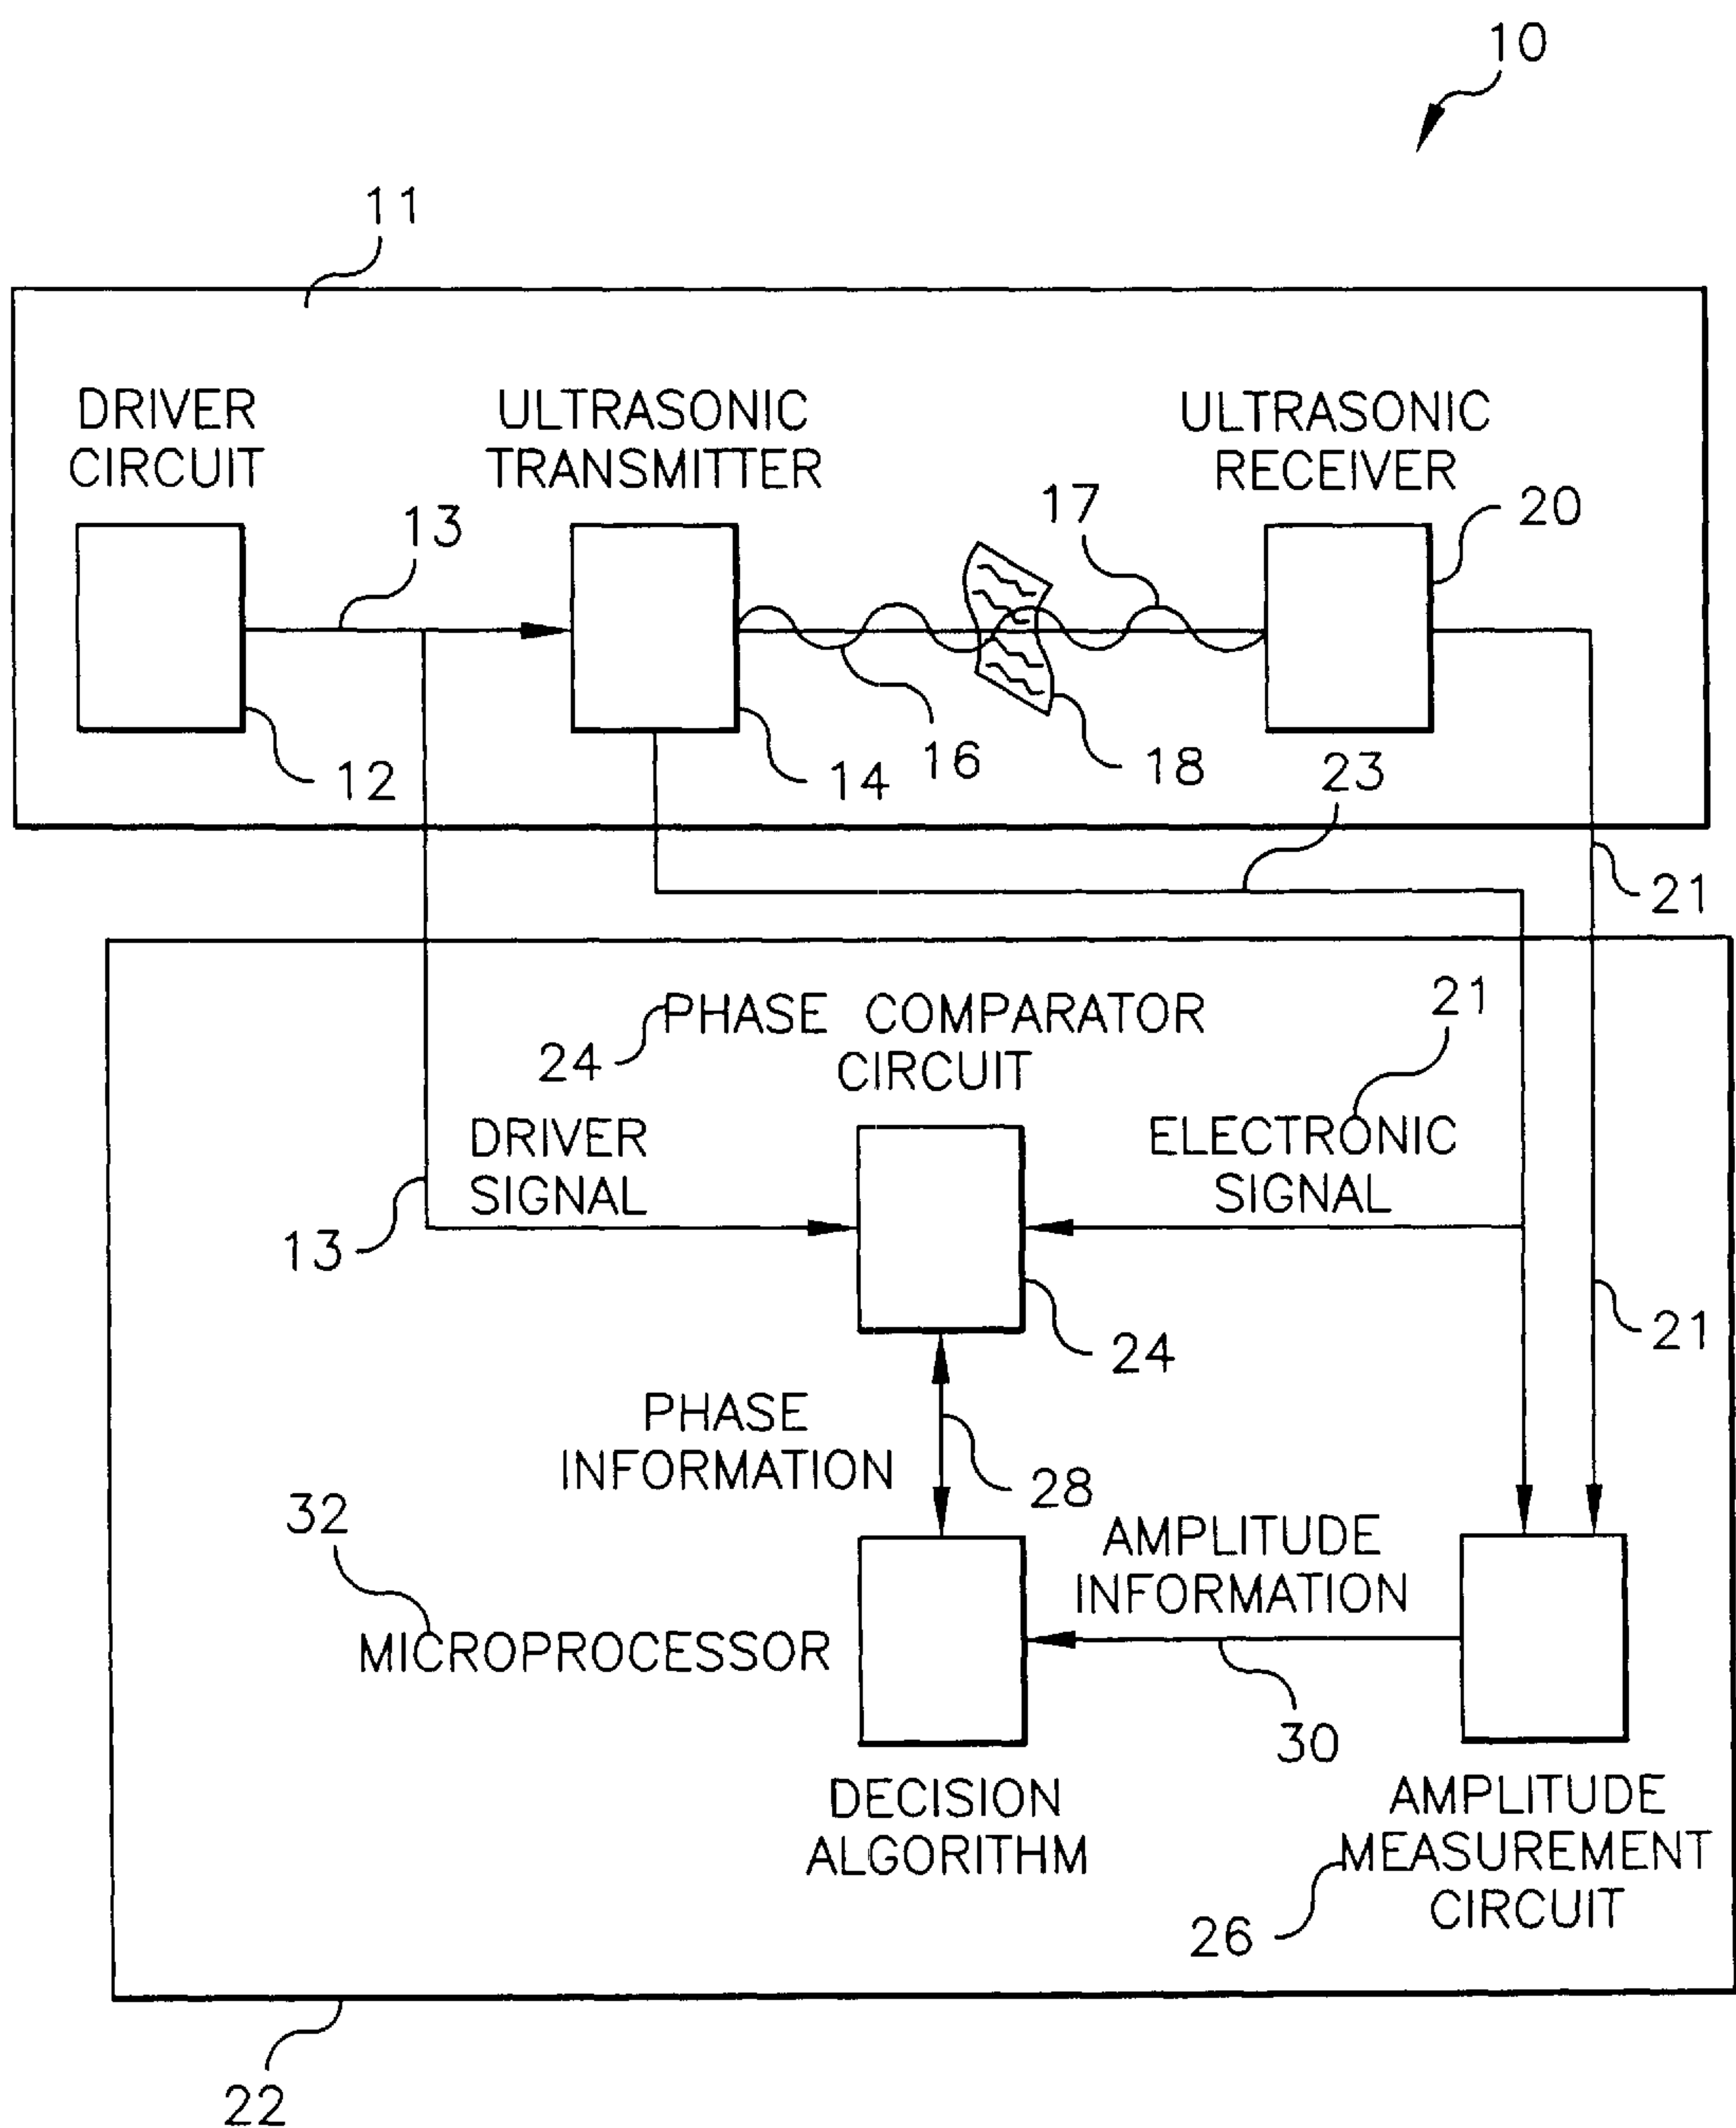 10
11
DRIVER
CIRCUIT
ULTRASONIC
TRANSMITTER
ULTRASONIC
RECEIVER
13
17
20
12
14
16
18
23
21
24
PHASE COMPARATOR
CIRCUIT
21
DRIVER
SIGNAL
ELECTRONIC
SIGNAL
13
24
21
PHASE
INFORMATION
28
32
MICROPROCESSOR
AMPLITUDE
INFORMATION
30
DECISION
ALGORITHM
AMPLITUDE
MEASUREMENT
CIRCUIT
26
22